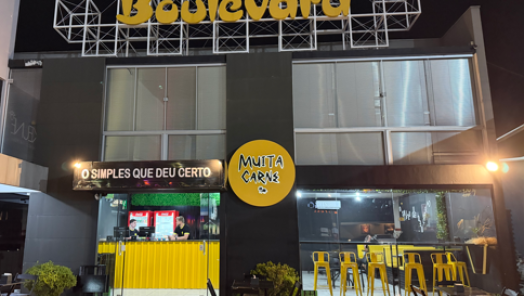 Boulevard
O SIMPLES QUE DEU CERTO
MUITA
CARNE